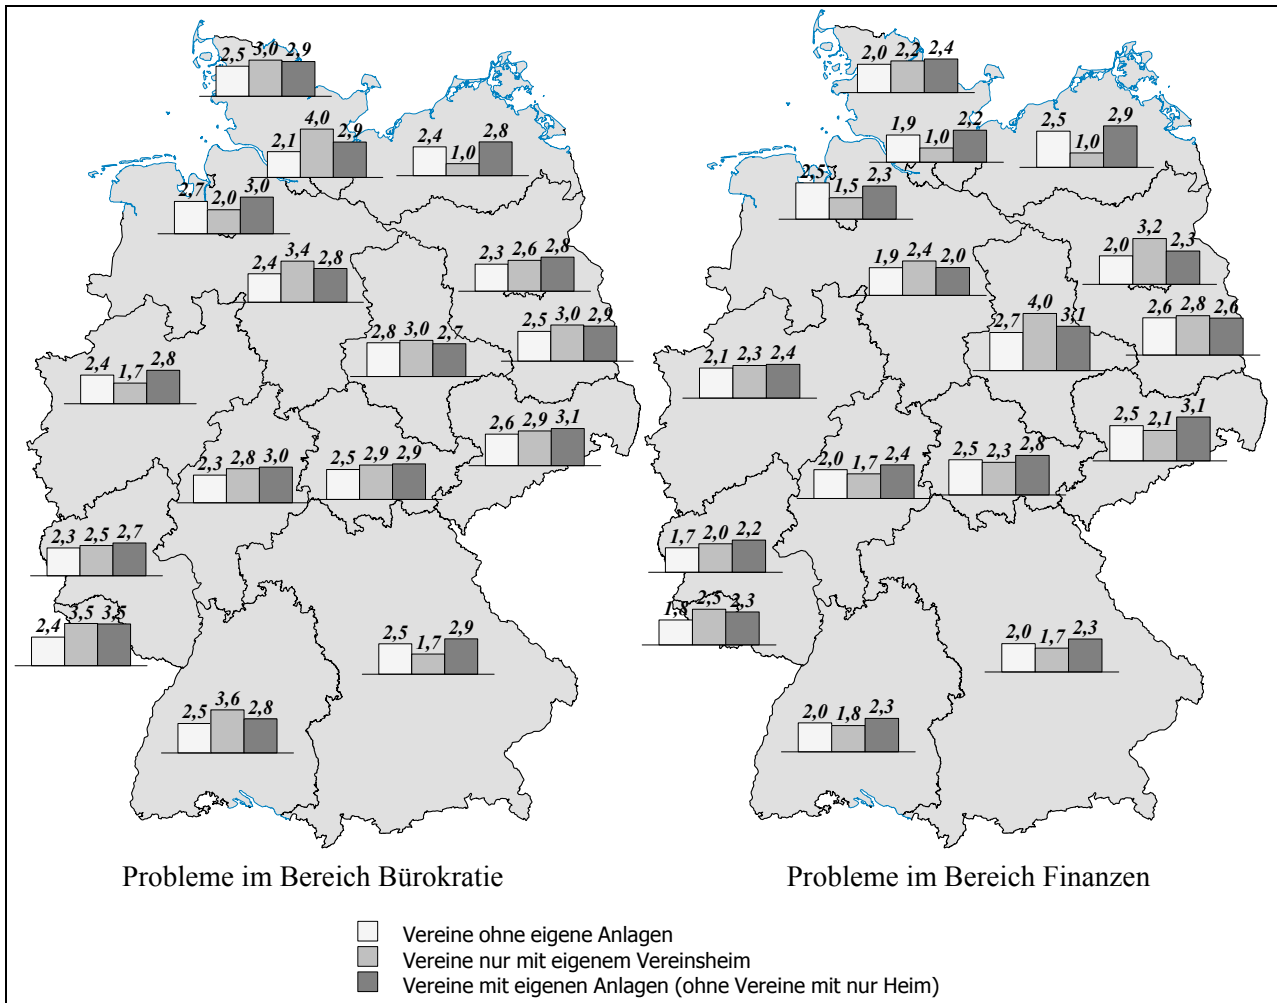 2,5 3,0 2,9
2,1 4,0 2,9
2,4 1,0 2,8
2,7 2,0 3,0
2,4 3,4 2,8
2,3 2,6 2,8
2,8 3,0 2,7
2,5 3,0 2,9
2,4 1,7 2,8
2,6 2,9 3,1
2,3 2,8 3,0
2,5 2,9 2,9
2,3 2,5 2,7
2,4 3,5 3,5
2,5 1,7 2,9
2,5 3,6 2,8
Probleme im Bereich Bürokratie
2,0 2,2 2,4
1,9 1,0 2,2
2,5 1,0 2,9
2,5 1,5 2,3
1,9 2,4 2,0
2,0 3,2 2,3
2,7 4,0 3,1
2,6 2,8 2,6
2,1 2,3 2,4
2,5 2,1 3,1
2,0 1,7 2,4
2,5 2,3 2,8
1,7 2,0 2,2
1,8 2,5 2,3
2,0 1,7 2,3
2,0 1,8 2,3
Probleme im Bereich Finanzen
Vereine ohne eigene Anlagen
Vereine nur mit eigenem Vereinsheim
Vereine mit eigenen Anlagen (ohne Vereine mit nur Heim)